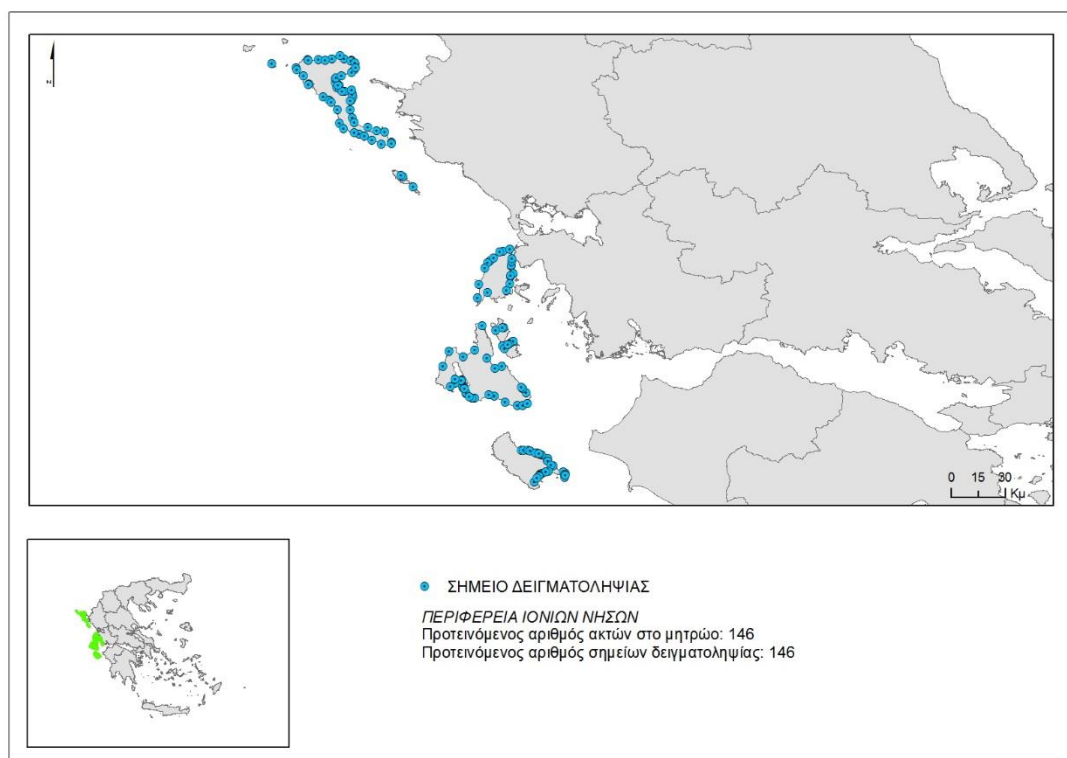 z
0 15 30
Κμ
ΣΗΜΕΙΟ ΔΕΙΓΜΑΤΟΛΗΨΙΑΣ
ΠΕΡΙΦΕΡΕΙΑ ΙΟΝΙΩΝ ΝΗΣΩΝ
Προτεινόμενος αριθμός ακτών στο μητρώο: 146
Προτεινόμενος αριθμός σημείων δειγματοληψίας: 146